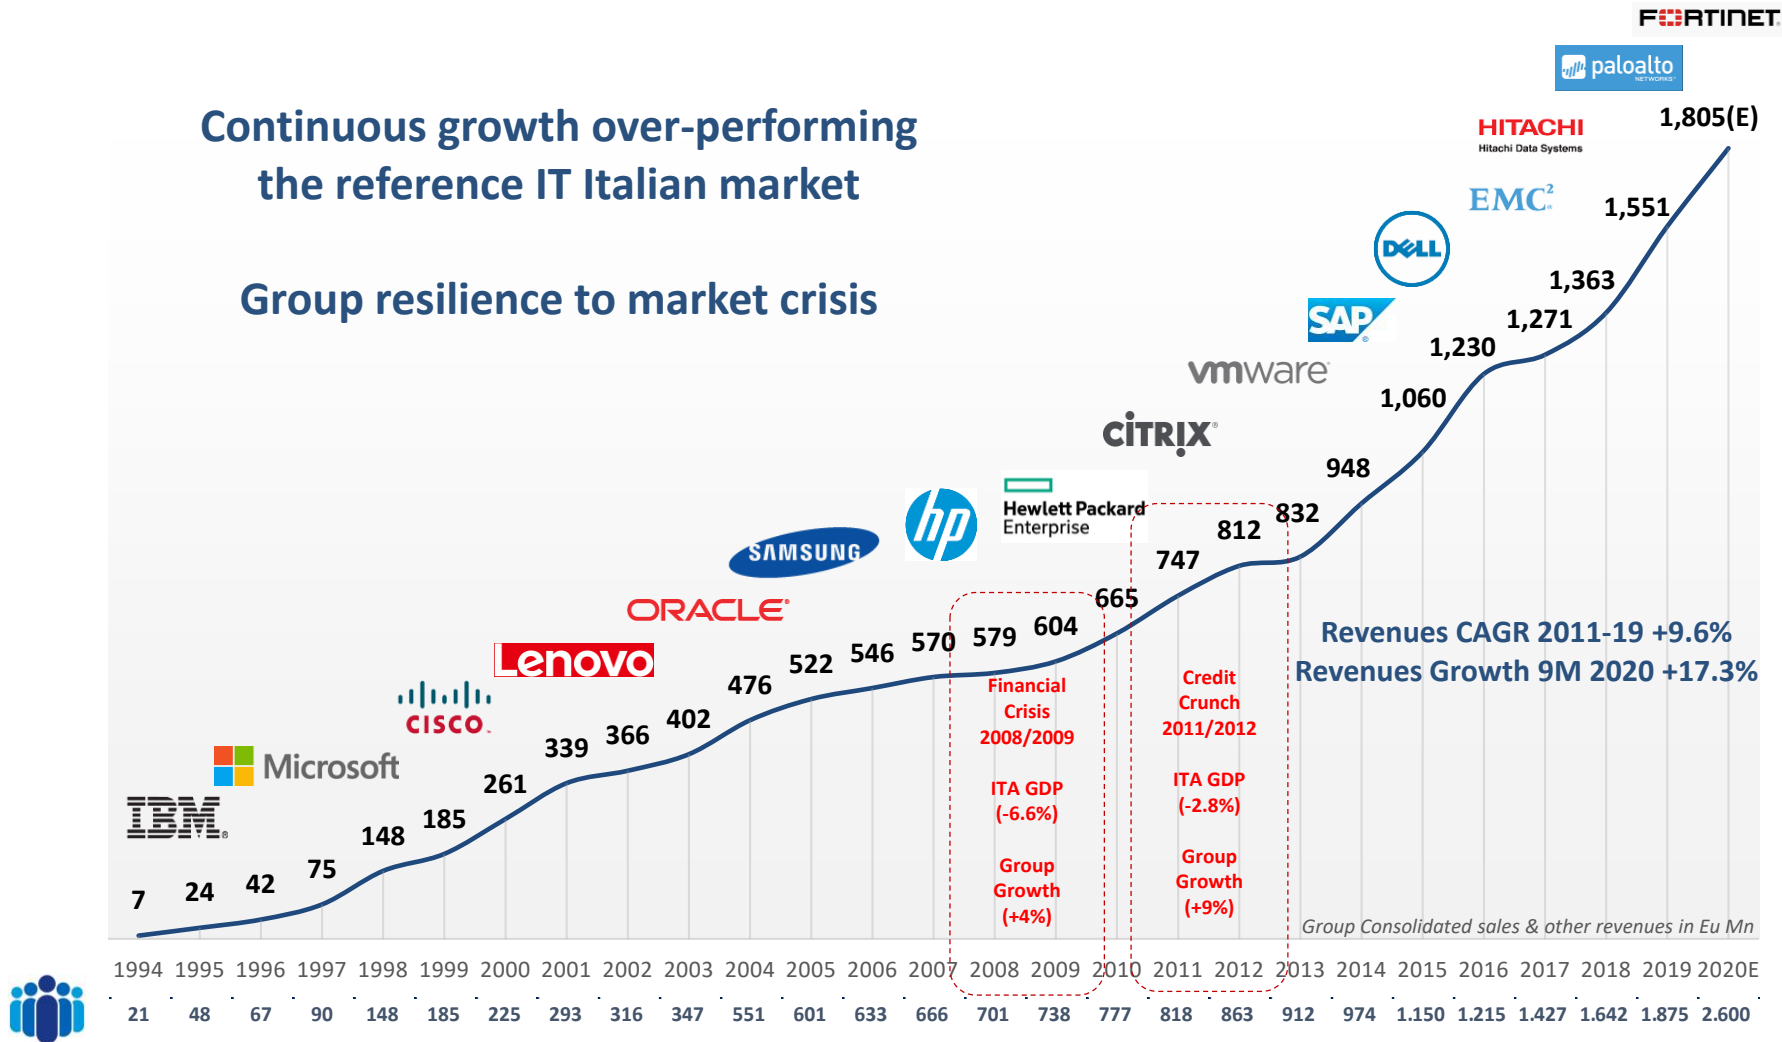 FORTINET
paloalto
NETWORKS
Continuous growth over-performing
the reference IT Italian market
Group resilience to market crisis
HITACHI
Hitachi Data Systems
EMC²
DELL
SAP
vmware
CİTRIX
Hewlett Packard
Enterprise
hp
SAMSUNG
ORACLE
Lenovo
CISCO
Microsoft
IBM
7
24
42
75
148
185
261
339
366
402
476
522
546
570
579
604
665
747
812
832
948
1,060
1,230
1,271
1,363
1,551
1,805(E)
Financial
Crisis
2008/2009
ITA GDP
(-6.6%)
Group
Growth
(+4%)
Credit
Crunch
2011/2012
ITA GDP
(-2.8%)
Group
Growth
(+9%)
Revenues CAGR 2011-19 +9.6%
Revenues Growth 9M 2020 +17.3%
Group Consolidated sales & other revenues in Eu Mn
1994 1995 1996 1997 1998 1999 2000 2001 2002 2003 2004 2005 2006 2007 2008 2009 2010 2011 2012 2013 2014 2015 2016 2017 2018 2019 2020E
21 48 67 90 148 185 225 293 316 347 551 601 633 666 701 738 777 818 863 912 974 1.150 1.215 1.427 1.642 1.875 2.600